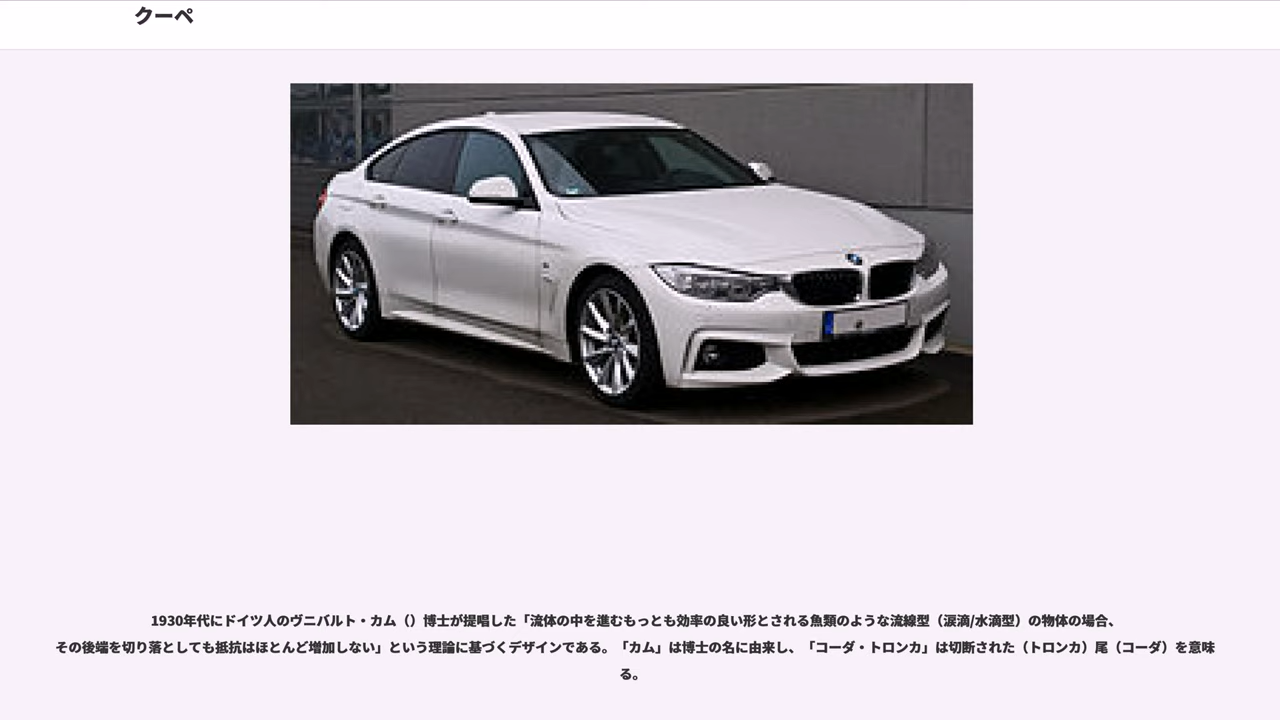 クーペ
1930年代にドイツ人のヴニバルト・カム（）博士が提唱した「流体の中を進むもっとも効率の良い形とされる魚類のような流線型（涙滴/水滴型）の物体の場合、
その後端を切り落としても抵抗はほとんど増加しない」という理論に基づくデザインである。「カム」は博士の名に由来し、「コーダ・トロンカ」は切断された（トロンカ）尾（コーダ）を意味
る。